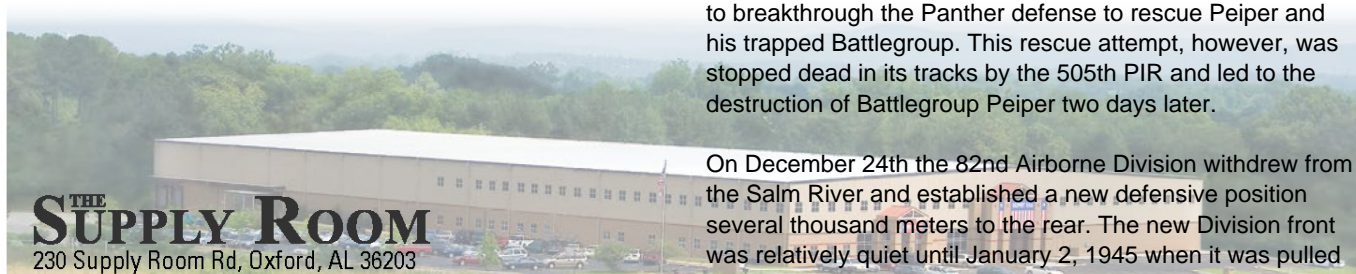 to breakthrough the Panther defense to rescue Peiper and
his trapped Battlegroup. This rescue attempt, however, was
stopped dead in its tracks by the 505th PIR and led to the
destruction of Battlegroup Peiper two days later.
On December 24th the 82nd Airborne Division withdrew from
the Salm River and established a new defensive position
several thousand meters to the rear. The new Division front
was relatively quiet until January 2, 1945 when it was pulled
THE
SUPPLY ROOM
230 Supply Room Rd, Oxford, AL 36203